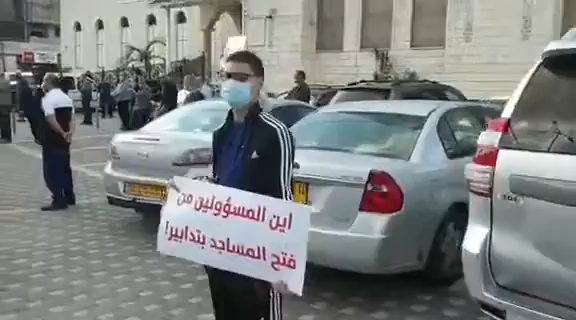 اين المسؤولين من
فتح المساجد بتدابير!